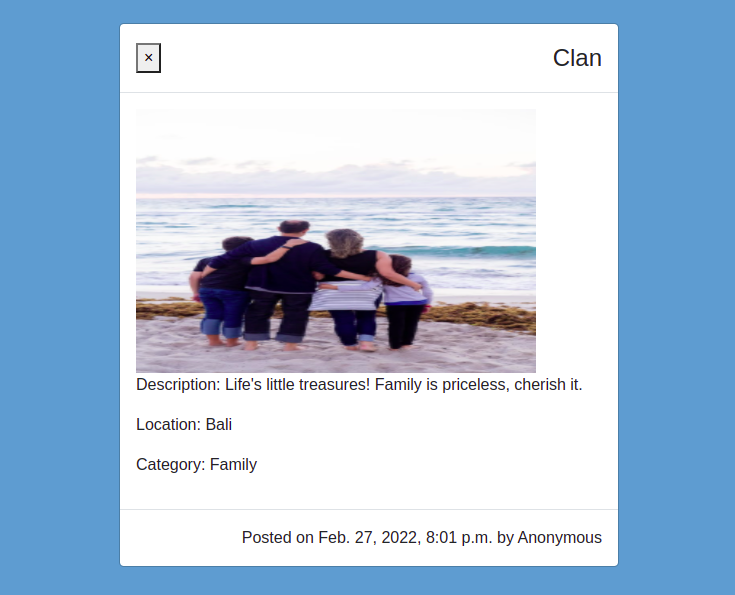 ×
Clan
Description: Life's little treasures! Family is priceless, cherish it.
Location: Bali
Category: Family
Posted on Feb. 27, 2022, 8:01 p.m. by Anonymous